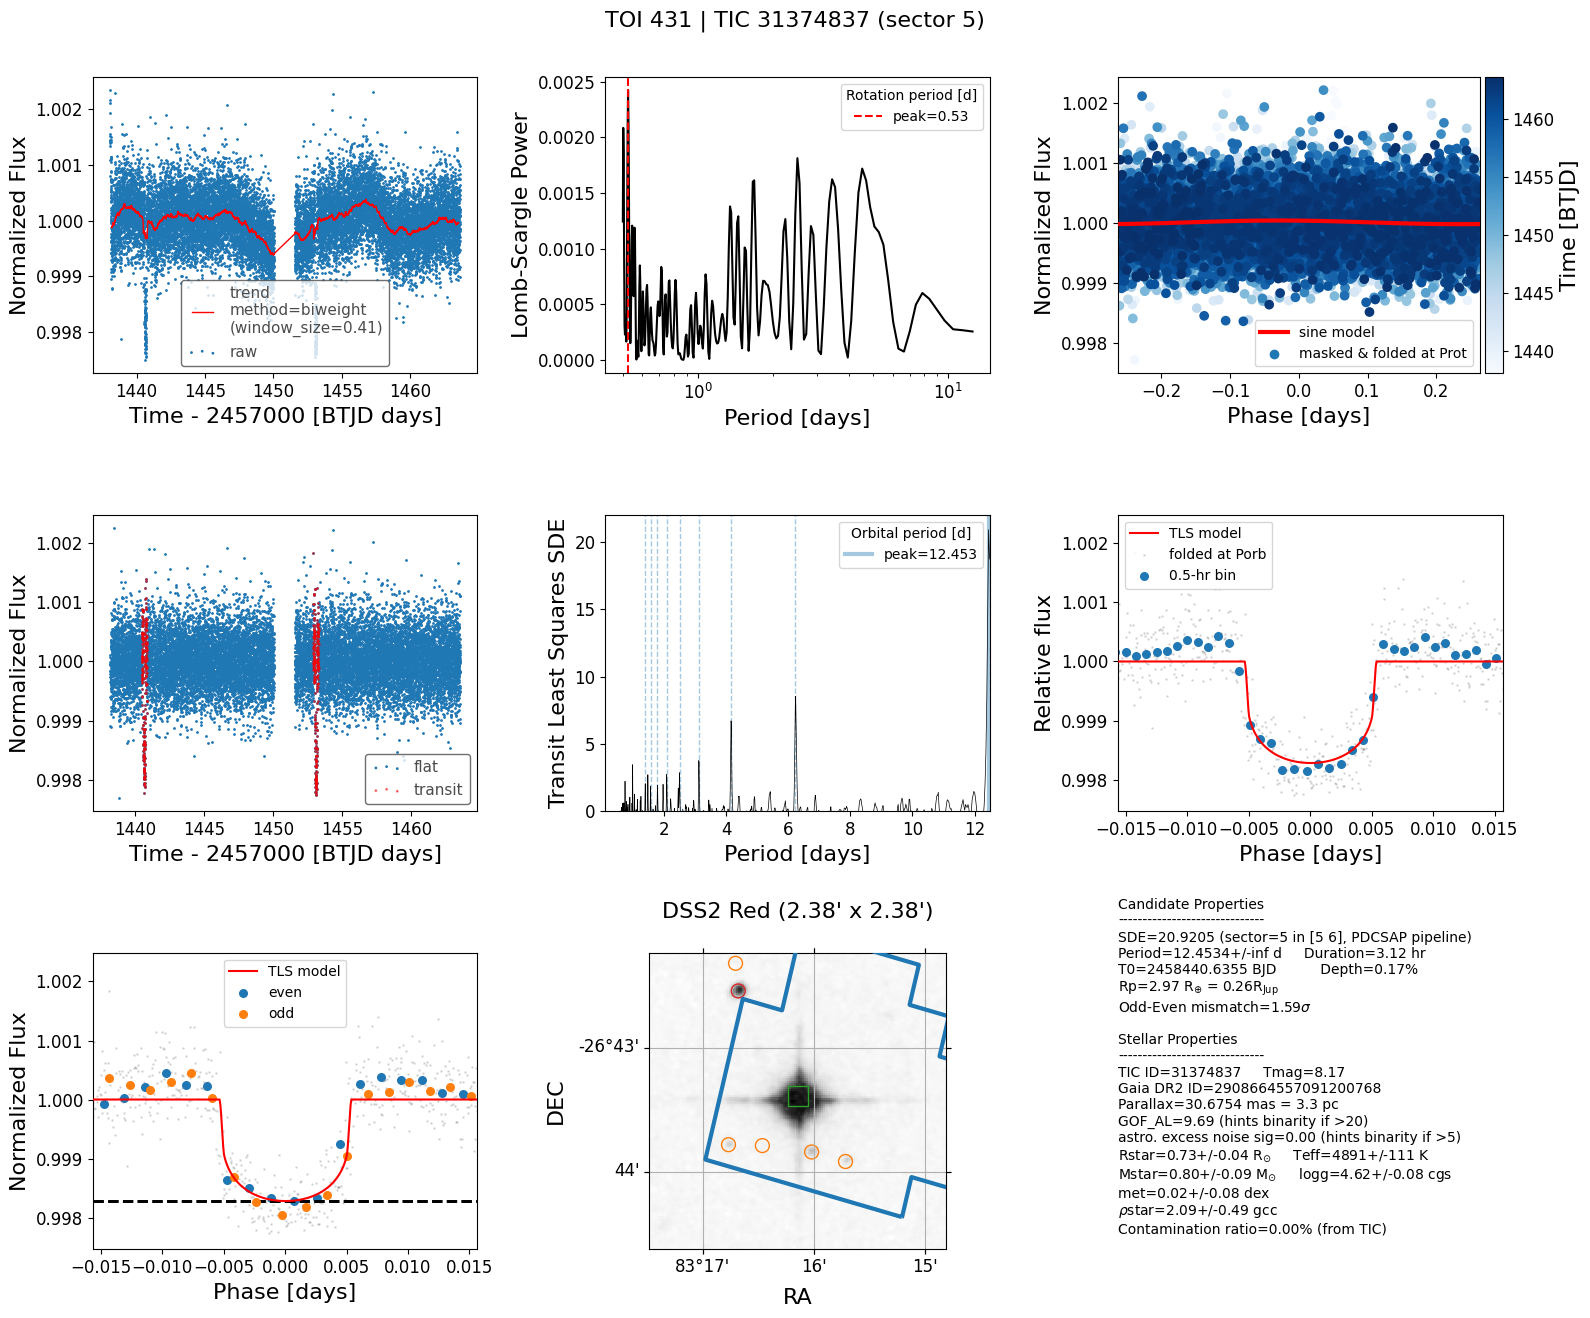 TOI 431 | TIC 31374837 (sector 5)
Normalized Flux
1.002
1.001
1.000
0.999
0.998
trend
method=biweight
(window_size=0.41)
raw
1440 1445 1450 1455 1460
Time - 2457000 [BTJD days]
Lomb-Scargle Power
0.0025
0.0020
0.0015
0.0010
0.0005
0.0000
Rotation period [d]
peak=0.53
10⁰ 10¹
Period [days]
Normalized Flux
1.002
1.001
1.000
0.999
0.998
sine model
masked & folded at Prot
−0.2 −0.1 0.0 0.1 0.2
Phase [days]
1460
1455
1450
1445
1440
Time [BTJD]
Normalized Flux
1.002
1.001
1.000
0.999
0.998
flat
transit
1440 1445 1450 1455 1460
Time - 2457000 [BTJD days]
Transit Least Squares SDE
20
15
10
5
0
Orbital period [d]
peak=12.453
2 4 6 8 10 12
Period [days]
Relative flux
1.002
1.001
1.000
0.999
0.998
TLS model
folded at Porb
0.5-hr bin
−0.015 −0.010 −0.005 0.000 0.005 0.010 0.015
Phase [days]
Normalized Flux
1.002
1.001
1.000
0.999
0.998
TLS model
even
odd
−0.015 −0.010 −0.005 0.000 0.005 0.010 0.015
Phase [days]
DSS2 Red (2.38' x 2.38')
DEC
-26°43'
44'
83°17' 16' 15'
RA
Candidate Properties
------------------------------
SDE=20.9205 (sector=5 in [5 6], PDCSAP pipeline)
Period=12.4534+/-inf d Duration=3.12 hr
T0=2458440.6355 BJD Depth=0.17%
Rp=2.97 R⊕ = 0.26RJup
Odd-Even mismatch=1.59σ
Stellar Properties
------------------------------
TIC ID=31374837 Tmag=8.17
Gaia DR2 ID=2908664557091200768
Parallax=30.6754 mas = 3.3 pc
GOF_AL=9.69 (hints binarity if >20)
astro. excess noise sig=0.00 (hints binarity if >5)
Rstar=0.73+/-0.04 R☉ Teff=4891+/-111 K
Mstar=0.80+/-0.09 M☉ logg=4.62+/-0.08 cgs
met=0.02+/-0.08 dex
ρstar=2.09+/-0.49 gcc
Contamination ratio=0.00% (from TIC)